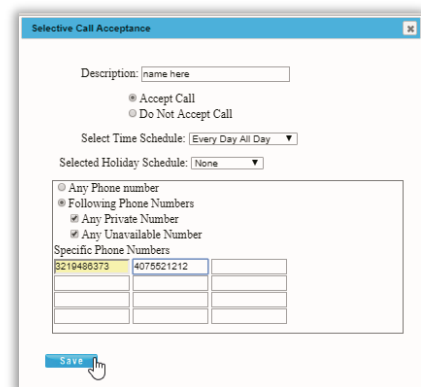 Selective Call Acceptance
Description: name here
Accept Call
Do Not Accept Call
Select Time Schedule: Every Day All Day
Selected Holiday Schedule: None
Any Phone number
Following Phone Numbers
Any Private Number
Any Unavailable Number
Specific Phone Numbers
3219486373 4075521212
Save